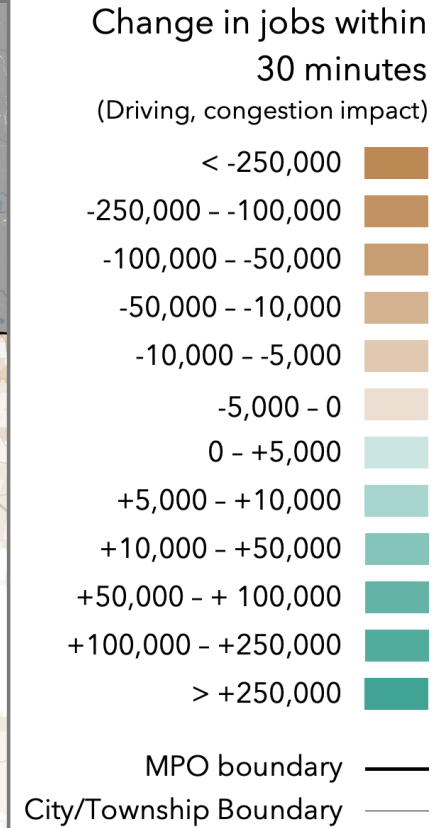 Change in jobs within
30 minutes
(Driving, congestion impact)
< -250,000
-250,000 – -100,000
-100,000 – -50,000
-50,000 – -10,000
-10,000 – -5,000
-5,000 – 0
0 – +5,000
+5,000 – +10,000
+10,000 – +50,000
+50,000 – + 100,000
+100,000 – +250,000
> +250,000
MPO boundary
City/Township Boundary